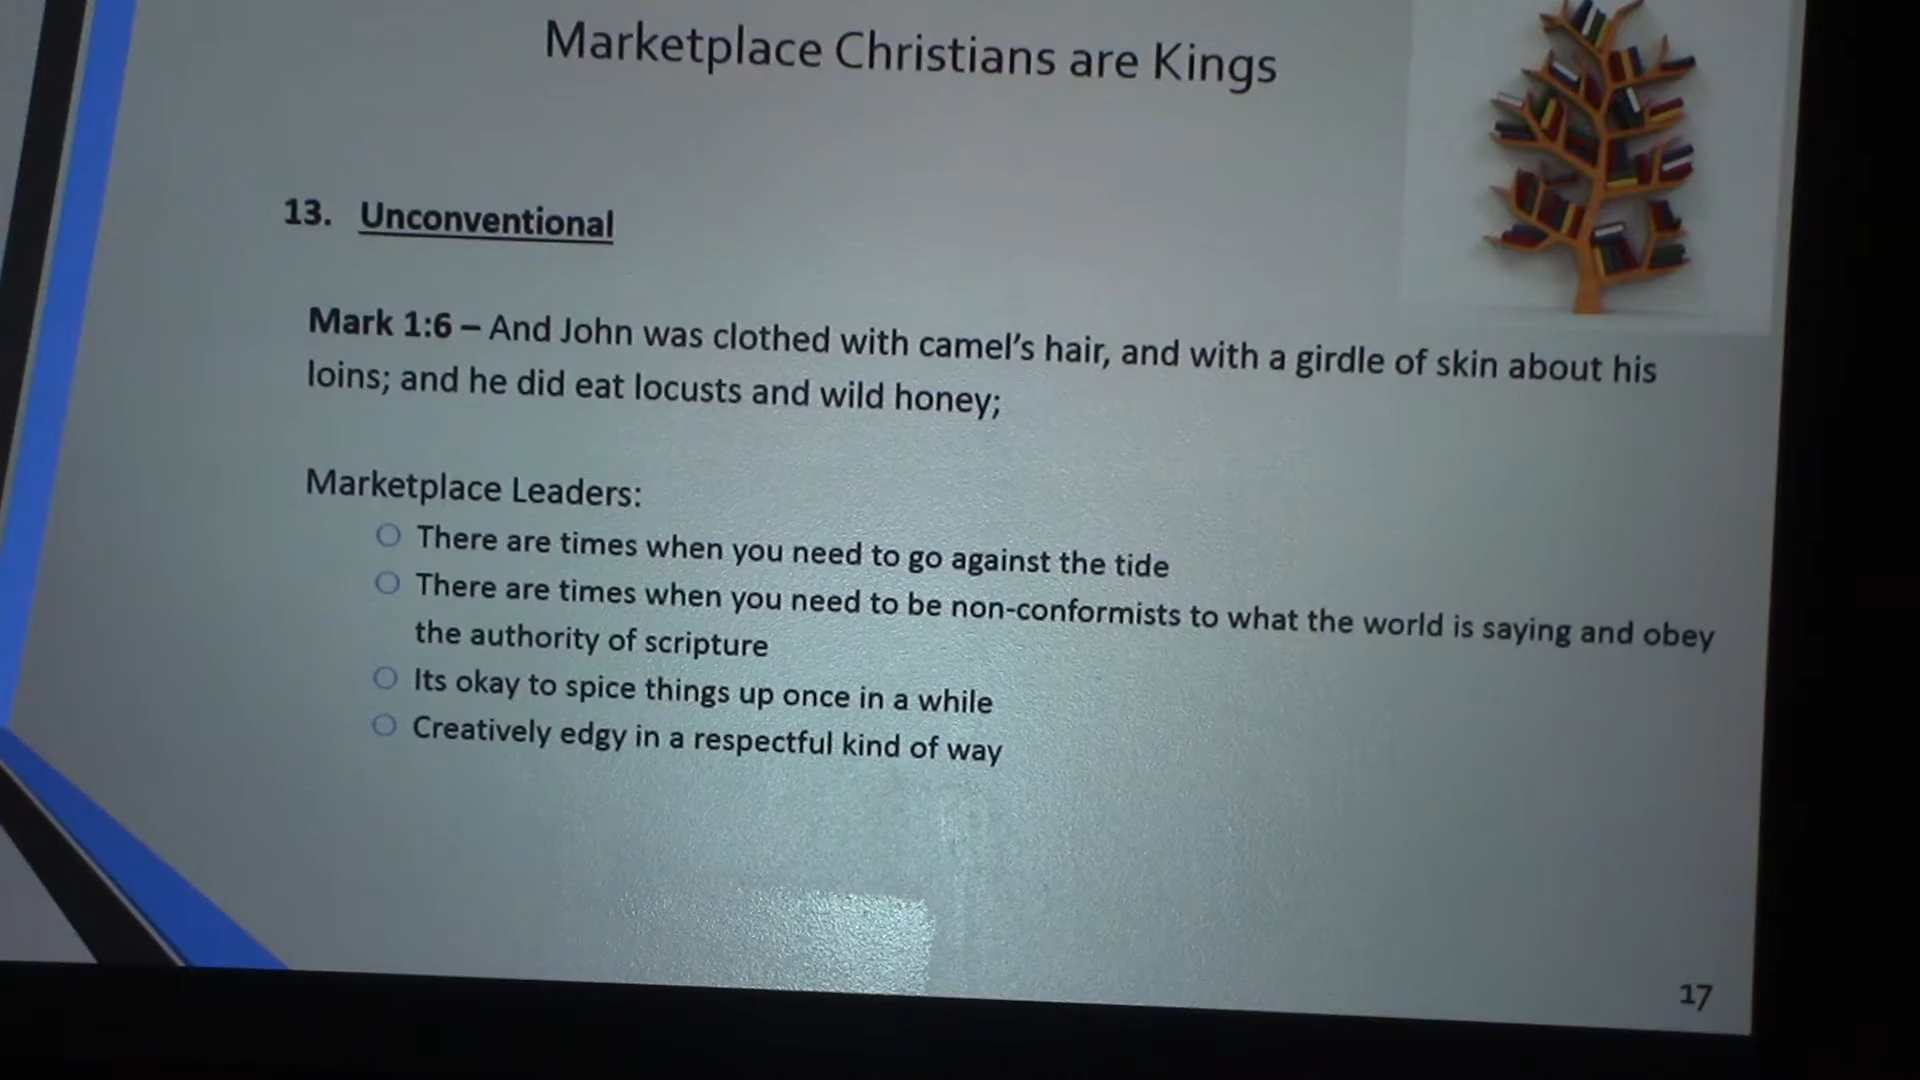 Marketplace Christians are Kings
13. Unconventional
Mark 1:6 – And John was clothed with camel's hair, and with a girdle of skin about his
loins; and he did eat locusts and wild honey;
Marketplace Leaders:
There are times when you need to go against the tide
There are times when you need to be non-conformists to what the world is saying and obey
the authority of scripture
Its okay to spice things up once in a while
Creatively edgy in a respectful kind of way
17